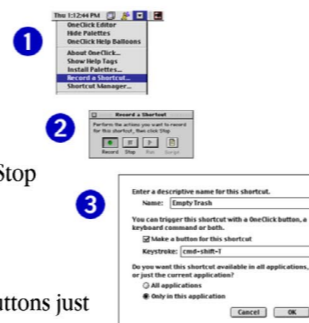 Thu 1:12:44 PM
1
OneClick Editor
Hide Palettes
OneClick Help Balloons
About OneClick...
Show Help Tags
Install Palettes...
Record a Shortcut...
Shortcut Manager...
2
Record a Shortcut
Perform the actions you want to record
for this shortcut, then click Stop
Record Stop Play
Stop
3
Enter a descriptive name for this shortcut.
Name: Empty Trash
You can trigger this shortcut with a OneClick button, a
keyboard command or both.
Make a button for this shortcut
Keystroke: cmd-shift-T
Do you want this shortcut available in all applications,
or just the current application?
All applications
Only in this application
Cancel OK
uttons just